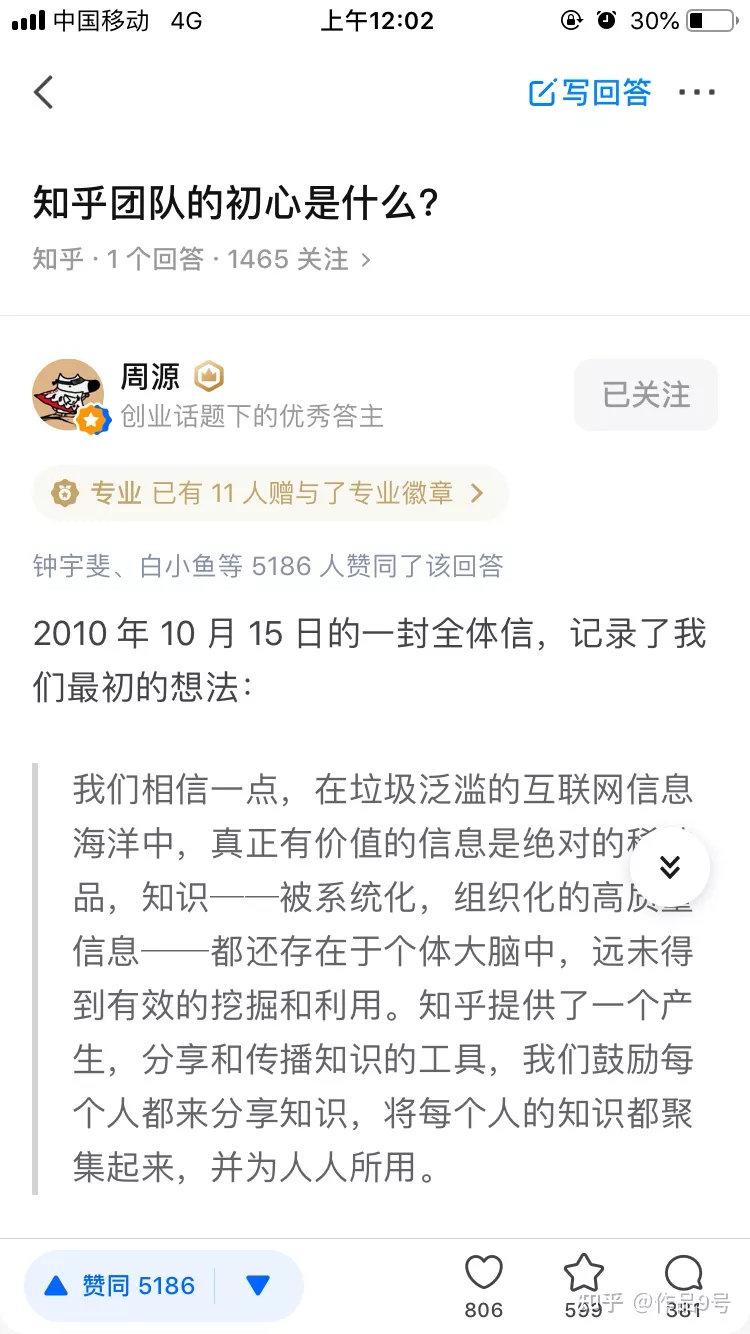 中国移动 4G 上午12:02 30%
写回答
知乎团队的初心是什么?
知乎 · 1 个回答 · 1465 关注 >
周源
创业话题下的优秀答主
已关注
专业 已有 11 人赠与了专业徽章 >
钟宇斐、白小鱼等 5186 人赞同了该回答
2010 年 10 月 15 日的一封全体信，记录了我
们最初的想法：
我们相信一点，在垃圾泛滥的互联网信息
海洋中，真正有价值的信息是绝对的
品，知识——被系统化，组织化的高质量
信息——都还存在于个体大脑中，远未得
到有效的挖掘和利用。知乎提供了一个产
生，分享和传播知识的工具，我们鼓励每
个人都来分享知识，将每个人的知识都聚
集起来，并为人人所用。
赞同 5186
806 599 381
知乎 @作品9号